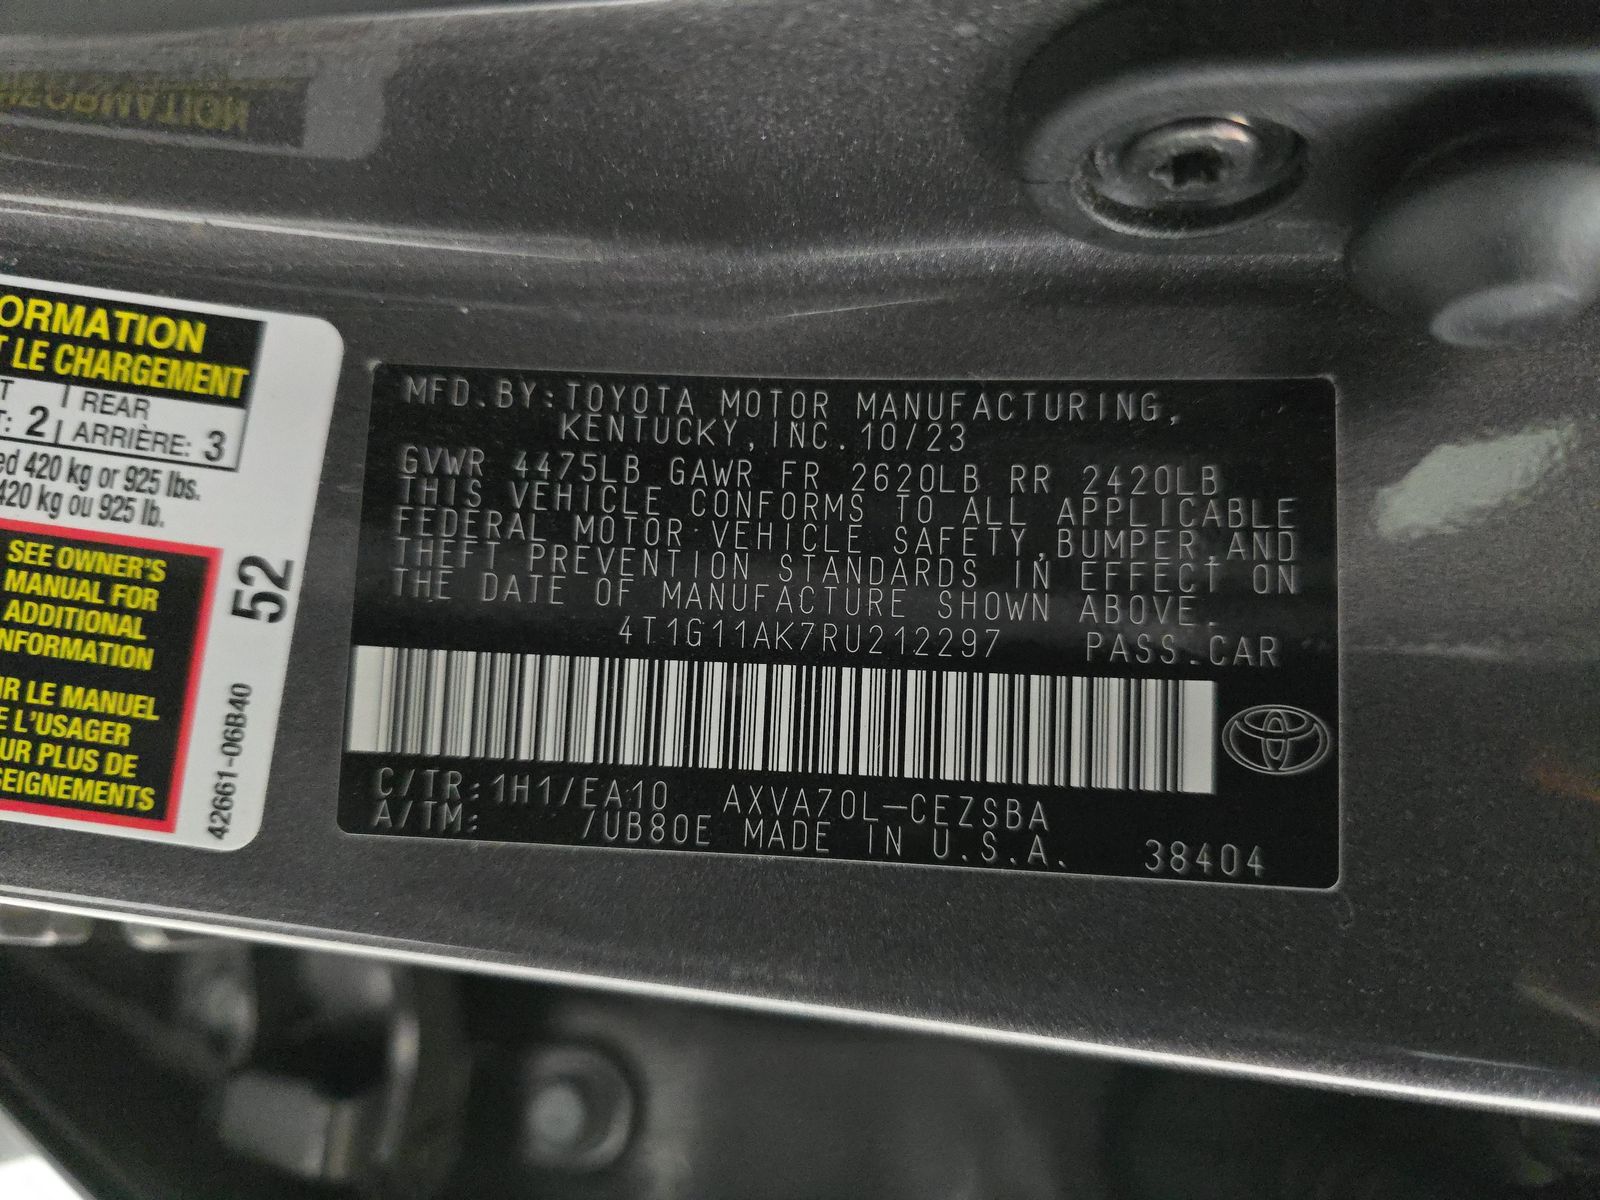 ORMATION
T LE CHARGEMENT
T | REAR
T: 2 | ARRIÈRE: 3
ed 420 kg or 925 lbs.
420 kg ou 925 lb.
SEE OWNER'S
MANUAL FOR
ADDITIONAL
INFORMATION
IR LE MANUEL
E L'USAGER
UR PLUS DE
SEIGNEMENTS
52
42661-06B40
MFD.BY:TOYOTA MOTOR MANUFACTURING,
KENTUCKY,INC. 10/23
GVWR 4475LB GAWR FR 2620LB RR 2420LB
THIS VEHICLE CONFORMS TO ALL APPLICABLE
FEDERAL MOTOR VEHICLE SAFETY,BUMPER,AND
THEFT PREVENTION STANDARDS IN EFFECT ON
THE DATE OF MANUFACTURE SHOWN ABOVE.
4T1G11AK7RU212297 PASS.CAR
C/TR:1H1/EA10 AXVA70L-CEZSBA
A/TM: /UB80E MADE IN U.S.A. 38404